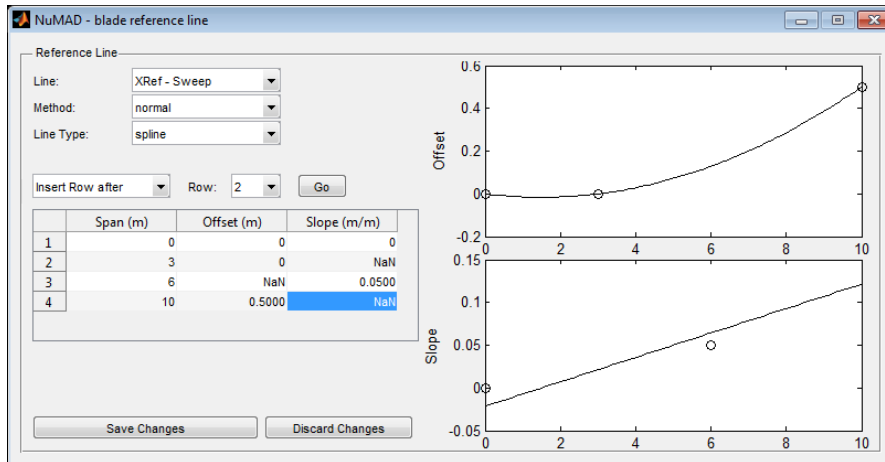 NuMAD - blade reference line
Reference Line
Line: XRef - Sweep
Method: normal
Line Type: spline
Insert Row after Row: 2 Go
Span (m) Offset (m) Slope (m/m)
1 0 0 0
2 3 0 NaN
3 6 NaN 0.0500
4 10 0.5000 NaN
Save Changes Discard Changes
Offset
0.6
0.4
0.2
0
-0.2
0 2 4 6 8 10
Slope
0.15
0.1
0.05
0
-0.05
0 2 4 6 8 10